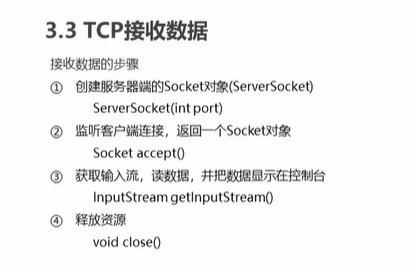 3.3 TCP接收数据
接收数据的步骤
① 创建服务器端的Socket对象(ServerSocket)
ServerSocket(int port)
② 监听客户端连接，返回一个Socket对象
Socket accept()
③ 获取输入流，读数据，并把数据显示在控制台
InputStream getInputStream()
④ 释放资源
void close()